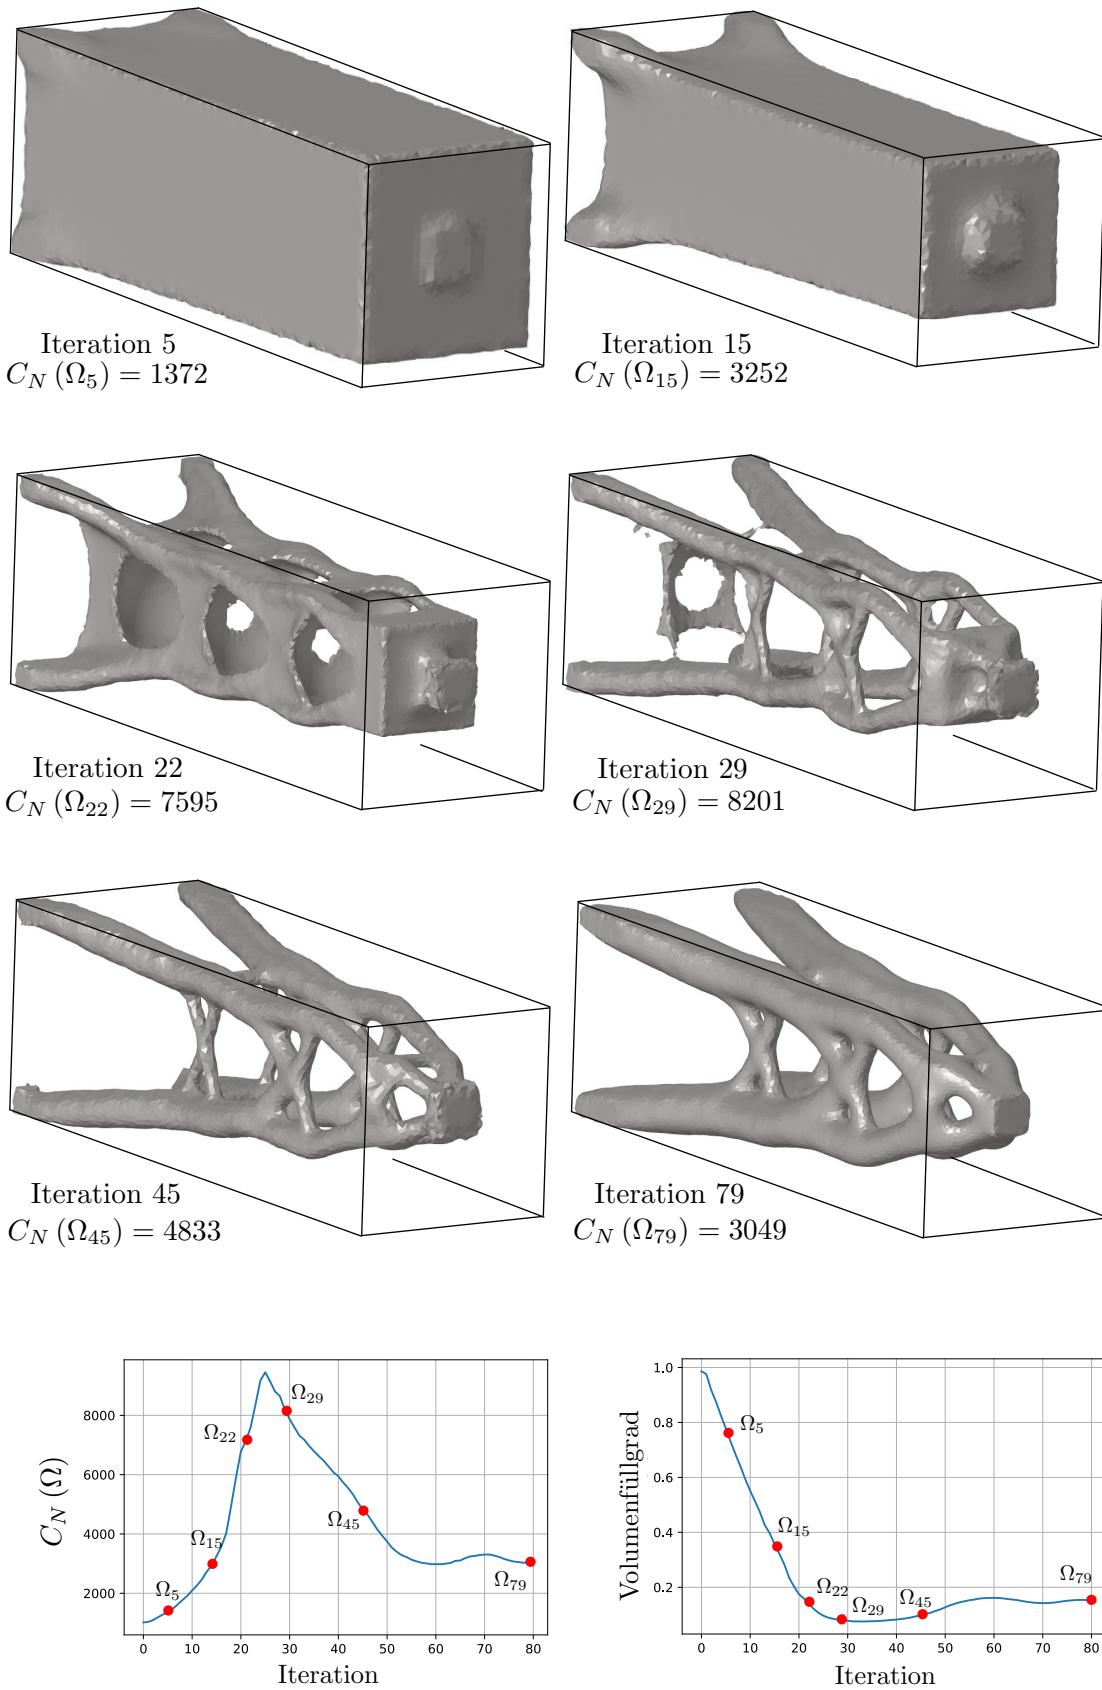 Iteration 5
C_N (Ω_5) = 1372
Iteration 15
C_N (Ω_15) = 3252
Iteration 22
C_N (Ω_22) = 7595
Iteration 29
C_N (Ω_29) = 8201
Iteration 45
C_N (Ω_45) = 4833
Iteration 79
C_N (Ω_79) = 3049
C_N (Ω)
8000
6000
4000
2000
Ω_5
Ω_15
Ω_22
Ω_29
Ω_45
Ω_79
0 10 20 30 40 50 60 70 80
Iteration
Volumenfüllgrad
1.0
0.8
0.6
0.4
0.2
Ω_5
Ω_15
Ω_22
Ω_29
Ω_45
Ω_79
0 10 20 30 40 50 60 70 80
Iteration